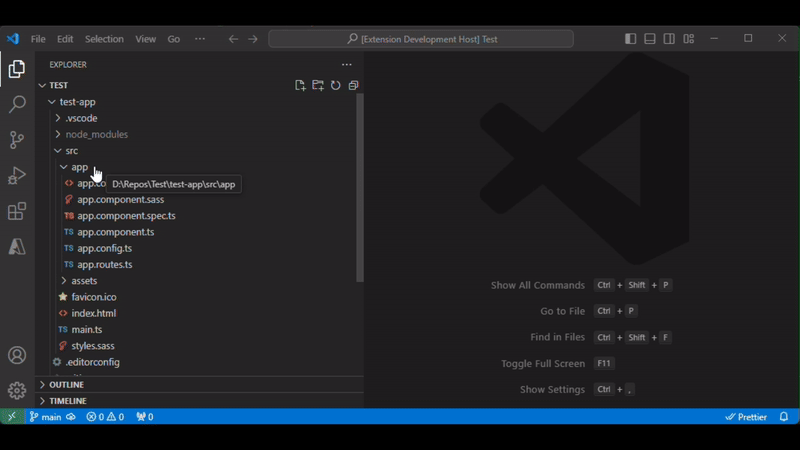 File Edit Selection View Go ··· [Extension Development Host] Test
EXPLORER
TEST
test-app
.vscode
node_modules
src
app
app.co D:\Repos\Test\test-app\src\app
app.component.sass
TS app.component.spec.ts
TS app.component.ts
TS app.config.ts
TS app.routes.ts
assets
favicon.ico
index.html
TS main.ts
styles.sass
.editorconfig
OUTLINE
TIMELINE
Show All Commands Ctrl + Shift + P
Go to File Ctrl + P
Find in Files Ctrl + Shift + F
Toggle Full Screen F11
Show Settings Ctrl + ,
main 0 0 0 Prettier